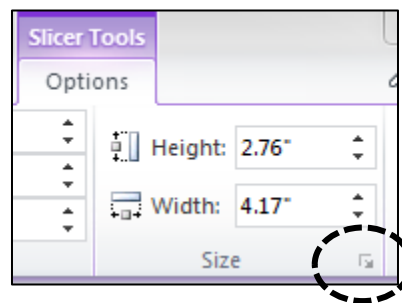 Slicer Tools
Options
Height: 2.76"
Width: 4.17"
Size